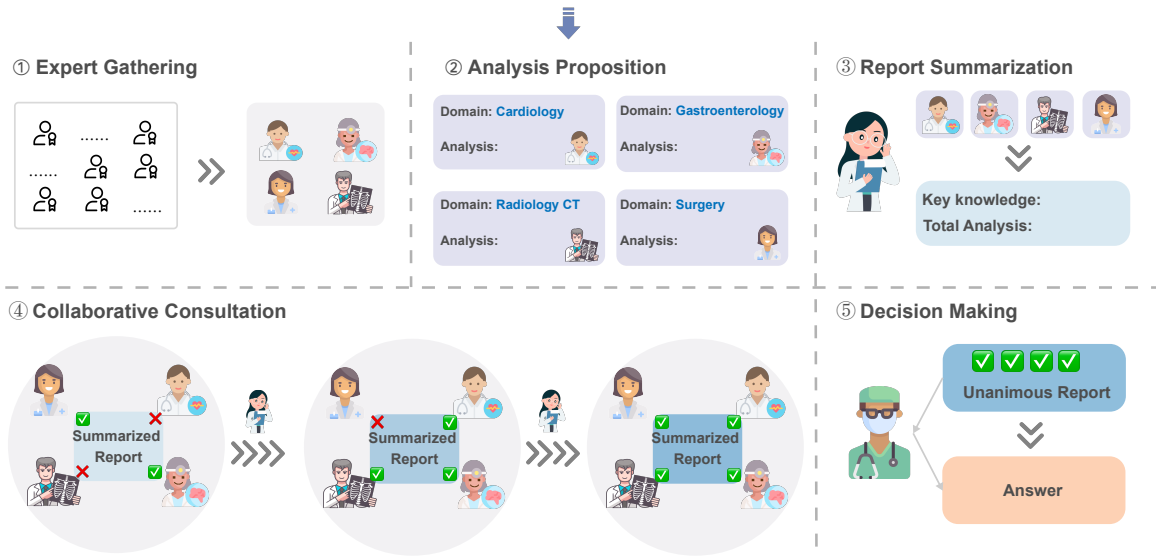 ① Expert Gathering
......
......
......
② Analysis Proposition
Domain: Cardiology
Analysis:
Domain: Gastroenterology
Analysis:
Domain: Radiology CT
Analysis:
Domain: Surgery
Analysis:
③ Report Summarization
Key knowledge:
Total Analysis:
④ Collaborative Consultation
Summarized
Report
Summarized
Report
Summarized
Report
⑤ Decision Making
Unanimous Report
Answer